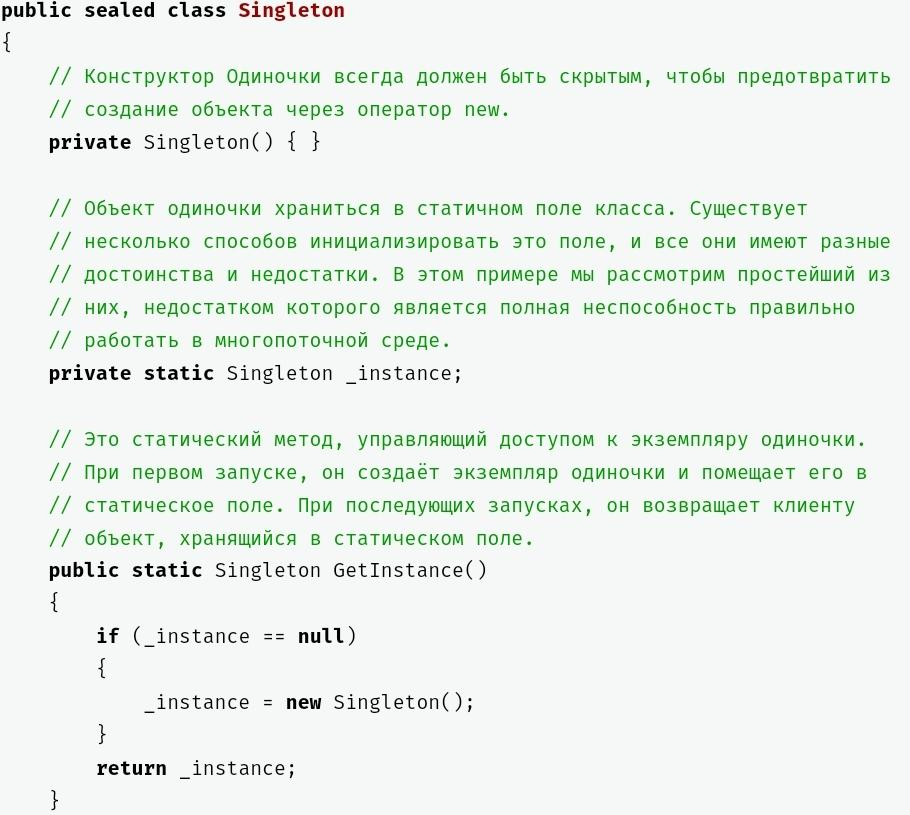 public sealed class Singleton
{
    // Конструктор Одиночки всегда должен быть скрытым, чтобы предотвратить
    // создание объекта через оператор new.
    private Singleton() { }

    // Объект одиночки храниться в статичном поле класса. Существует
    // несколько способов инициализировать это поле, и все они имеют разные
    // достоинства и недостатки. В этом примере мы рассмотрим простейший из
    // них, недостатком которого является полная неспособность правильно
    // работать в многопоточной среде.
    private static Singleton _instance;

    // Это статический метод, управляющий доступом к экземпляру одиночки.
    // При первом запуске, он создаёт экземпляр одиночки и помещает его в
    // статическое поле. При последующих запусках, он возвращает клиенту
    // объект, хранящийся в статическом поле.
    public static Singleton GetInstance()
    {
        if (_instance == null)
        {
            _instance = new Singleton();
        }
        return _instance;
    }